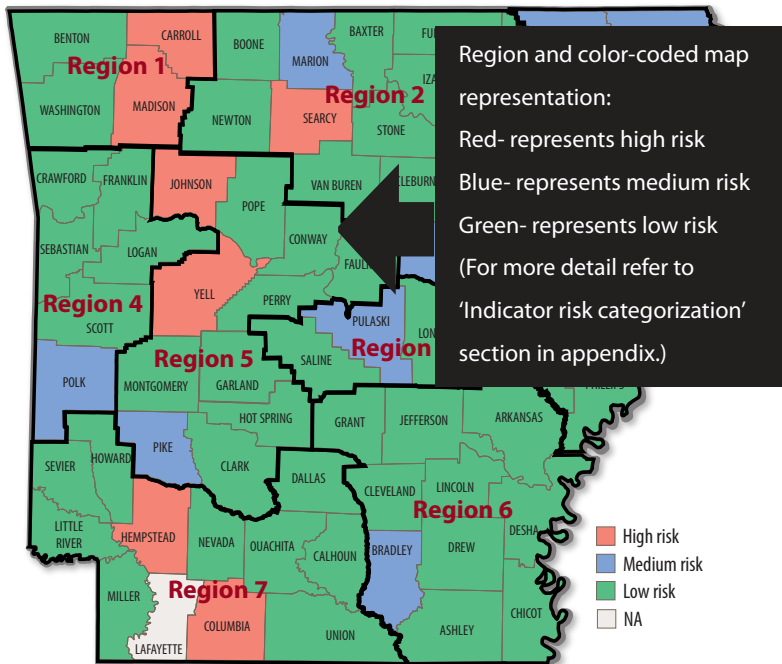 BENTON
CARROLL
BOONE
MARION
BAXTER
FU
Region 1
Region 2
IZA
WASHINGTON
MADISON
NEWTON
SEARCY
STONE
CRAWFORD
FRANKLIN
JOHNSON
POPE
VAN BUREN
CLEBURN
CONWAY
SEBASTIAN
LOGAN
FAULK
YELL
PERRY
Region 4
SCOTT
PULASKI
LON
Region
SALINE
Region 5
POLK
MONTGOMERY
GARLAND
HOT SPRING
GRANT
JEFFERSON
ARKANSAS
PIKE
CLARK
SEVIER
HOWARD
DALLAS
CLEVELAND
LINCOLN
Region 6
DESHA
LITTLE
RIVER
HEMPSTEAD
NEVADA
OUACHITA
CALHOUN
BRADLEY
DREW
MILLER
Region 7
LAFAYETTE
COLUMBIA
UNION
ASHLEY
CHICOT
Region and color-coded map
representation:
Red- represents high risk
Blue- represents medium risk
Green- represents low risk
(For more detail refer to
‘Indicator risk categorization’
section in appendix.)
High risk
Medium risk
Low risk
NA